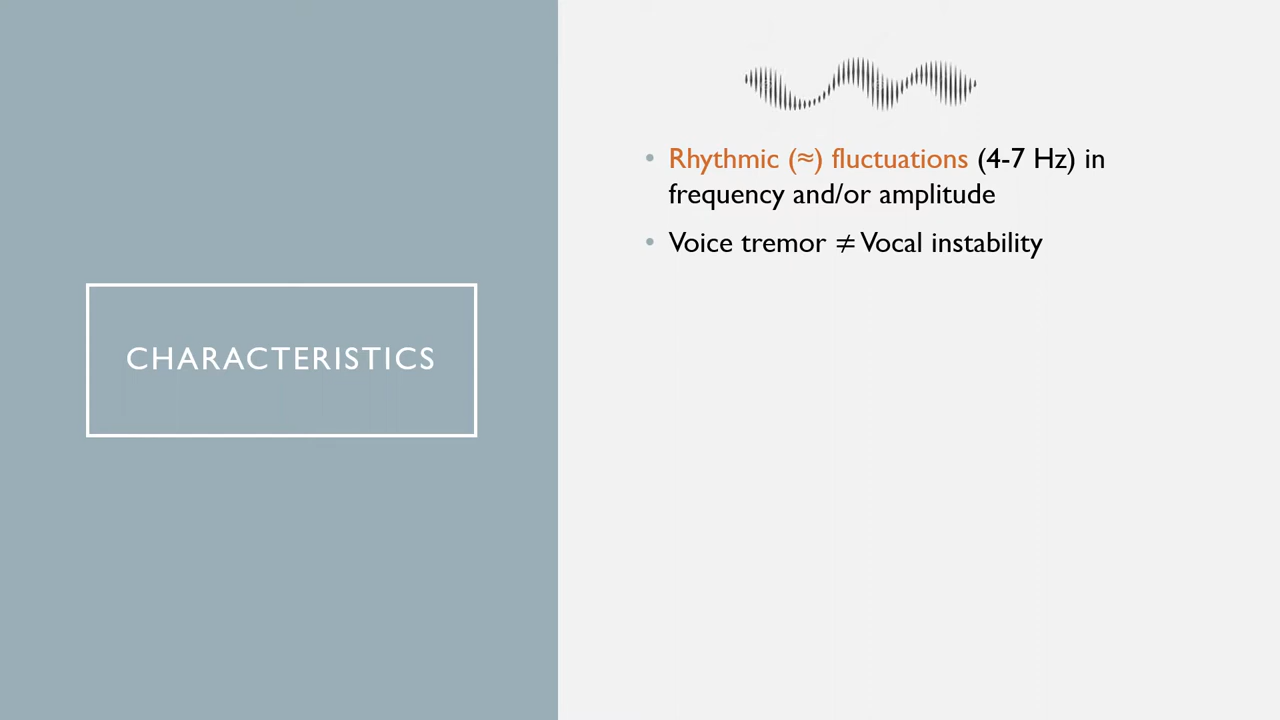 CHARACTERISTICS
• Rhythmic (≈) fluctuations (4-7 Hz) in
frequency and/or amplitude
• Voice tremor ≠ Vocal instability